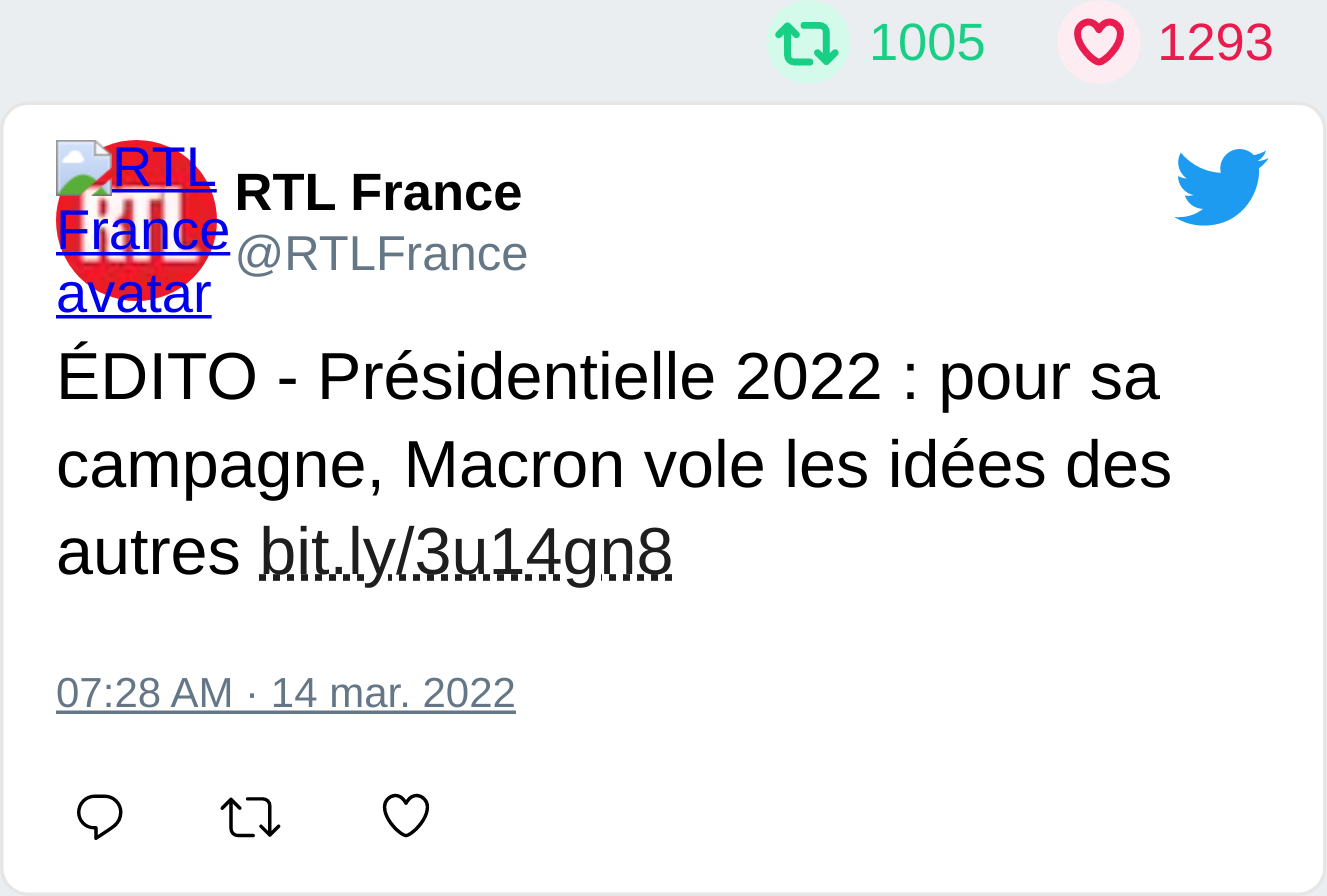 1005 1293
RTL
France
avatar
RTL
RTL France
@RTLFrance
ÉDITO - Présidentielle 2022 : pour sa
campagne, Macron vole les idées des
autres bit.ly/3u14gn8
07:28 AM · 14 mar. 2022